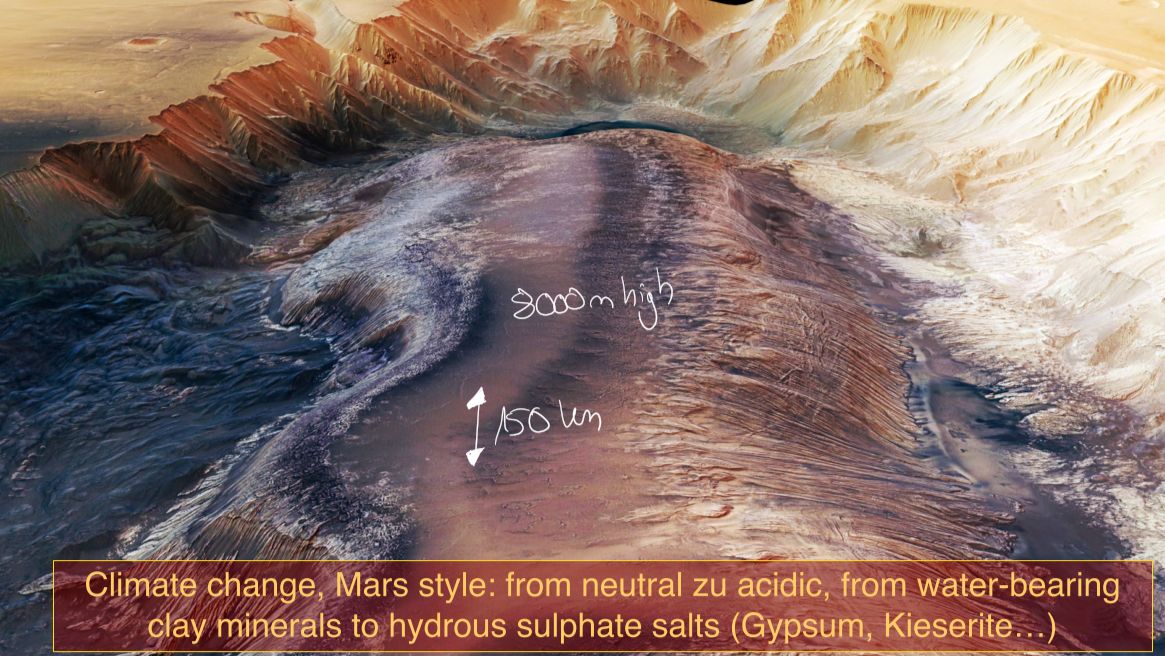 8000m high
150 km
Climate change, Mars style: from neutral zu acidic, from water-bearing
clay minerals to hydrous sulphate salts (Gypsum, Kieserite…)